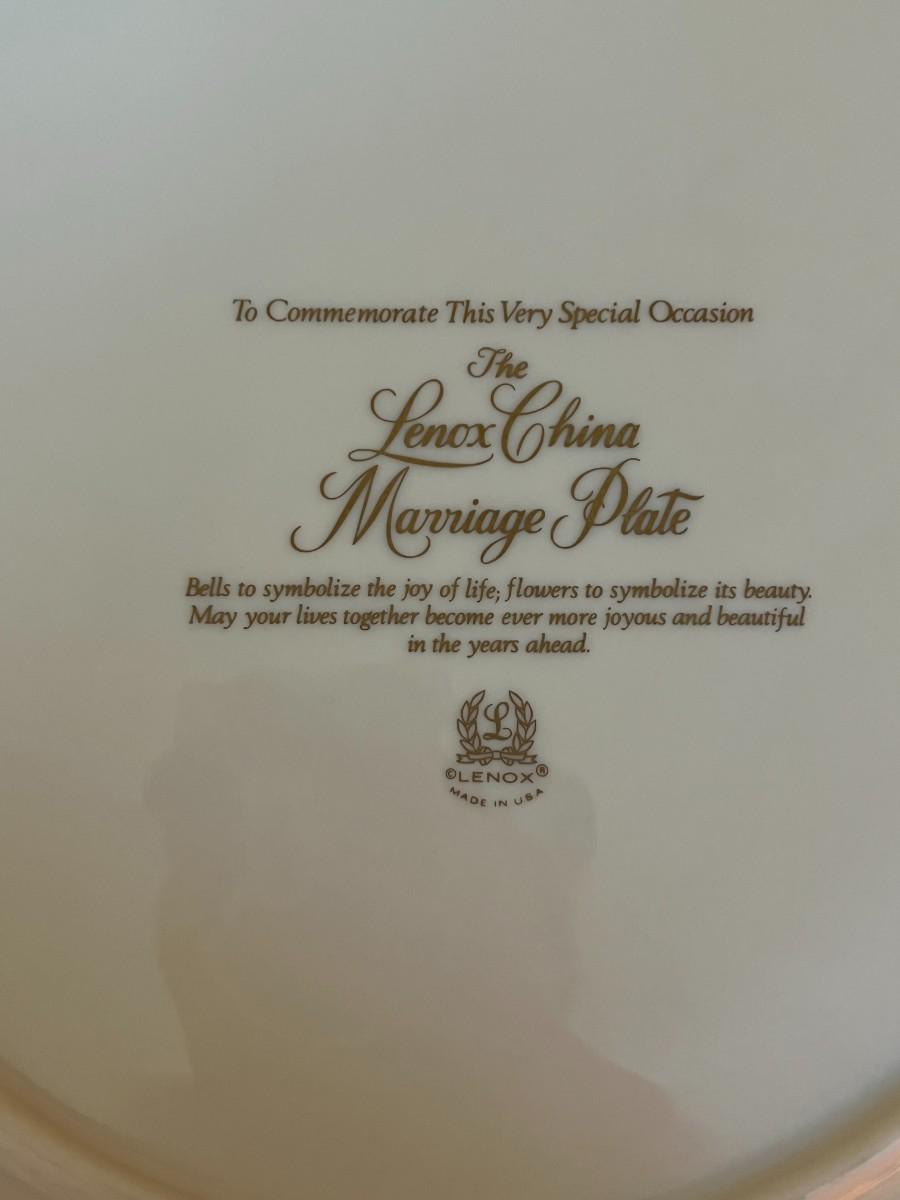 To Commemorate This Very Special Occasion
The
Lenox China
Marriage Plate
Bells to symbolize the joy of life; flowers to symbolize its beauty.
May your lives together become ever more joyous and beautiful
in the years ahead.
L
©LENOX®
MADE IN USA